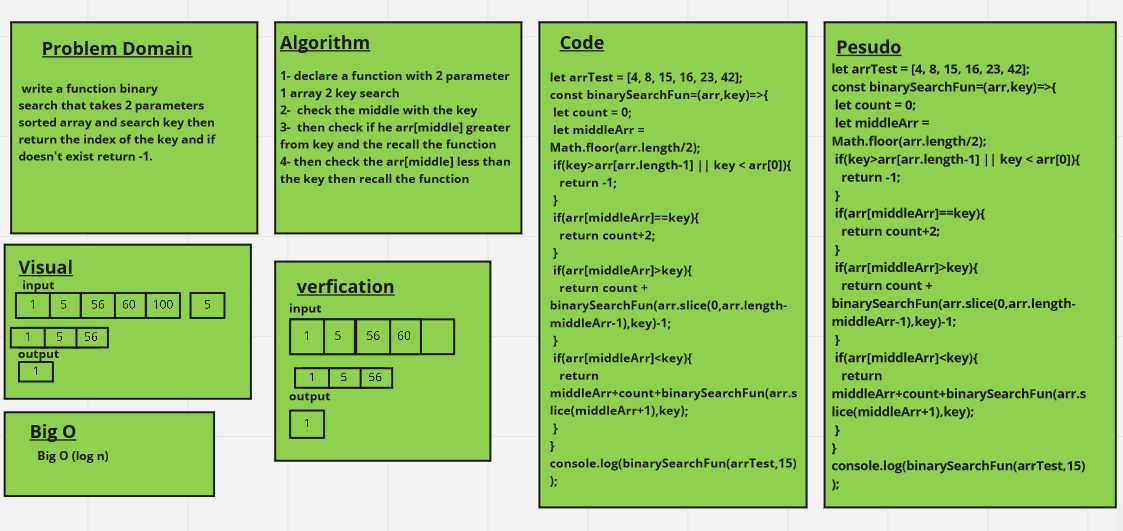 Problem Domain
write a function binary
search that takes 2 parameters
sorted array and search key then
return the index of the key and if
doesn't exist return -1.
Algorithm
1- declare a function with 2 parameter
1 array 2 key search
2- check the middle with the key
3- then check if he arr[middle] greater
from key and the recall the function
4- then check the arr[middle] less than
the key then recall the function
Visual
input
1 5 56 60 100 5
1 5 56
output
1
verfication
input
1 5 56 60
1 5 56
output
1
Big O
Big O (log n)
Code
let arrTest = [4, 8, 15, 16, 23, 42];
const binarySearchFun=(arr,key)=>{
let count = 0;
let middleArr =
Math.floor(arr.length/2);
if(key>arr[arr.length-1] || key < arr[0]){
return -1;
}
if(arr[middleArr]==key){
return count+2;
}
if(arr[middleArr]>key){
return count +
binarySearchFun(arr.slice(0,arr.length-
middleArr-1),key)-1;
}
if(arr[middleArr]<key){
return
middleArr+count+binarySearchFun(arr.s
lice(middleArr+1),key);
}
}
console.log(binarySearchFun(arrTest,15)
);
Pesudo
let arrTest = [4, 8, 15, 16, 23, 42];
const binarySearchFun=(arr,key)=>{
let count = 0;
let middleArr =
Math.floor(arr.length/2);
if(key>arr[arr.length-1] || key < arr[0]){
return -1;
}
if(arr[middleArr]==key){
return count+2;
}
if(arr[middleArr]>key){
return count +
binarySearchFun(arr.slice(0,arr.length-
middleArr-1),key)-1;
}
if(arr[middleArr]<key){
return
middleArr+count+binarySearchFun(arr.s
lice(middleArr+1),key);
}
}
console.log(binarySearchFun(arrTest,15)
);